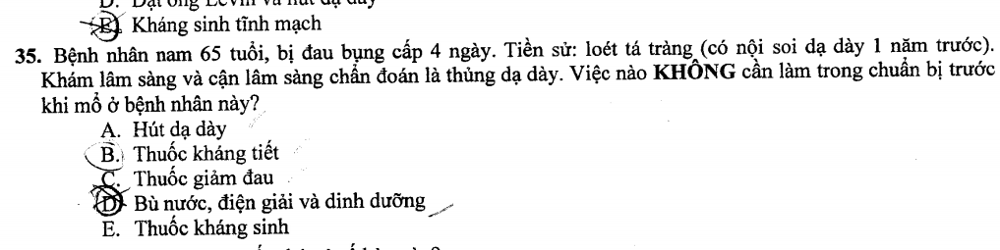 D. Đặt ống Levin và hút dạ dày
E. Kháng sinh tĩnh mạch
35. Bệnh nhân nam 65 tuổi, bị đau bụng cấp 4 ngày. Tiền sử: loét tá tràng (có nội soi dạ dày 1 năm trước).
Khám lâm sàng và cận lâm sàng chẩn đoán là thủng dạ dày. Việc nào KHÔNG cần làm trong chuẩn bị trước
khi mổ ở bệnh nhân này?
A. Hút dạ dày
B. Thuốc kháng tiết
C. Thuốc giảm đau
D. Bù nước, điện giải và dinh dưỡng
E. Thuốc kháng sinh